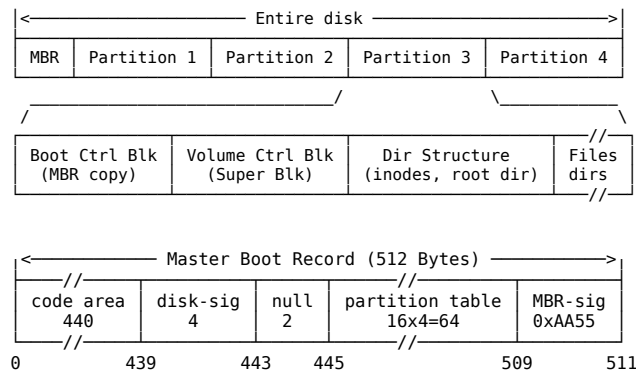 Entire disk
MBR Partition 1 Partition 2 Partition 3 Partition 4
Boot Ctrl Blk Volume Ctrl Blk Dir Structure Files
(MBR copy) (Super Blk) (inodes, root dir) dirs
Master Boot Record (512 Bytes)
code area disk-sig null partition table MBR-sig
440 4 2 16x4=64 0xAA55
0 439 443 445 509 511